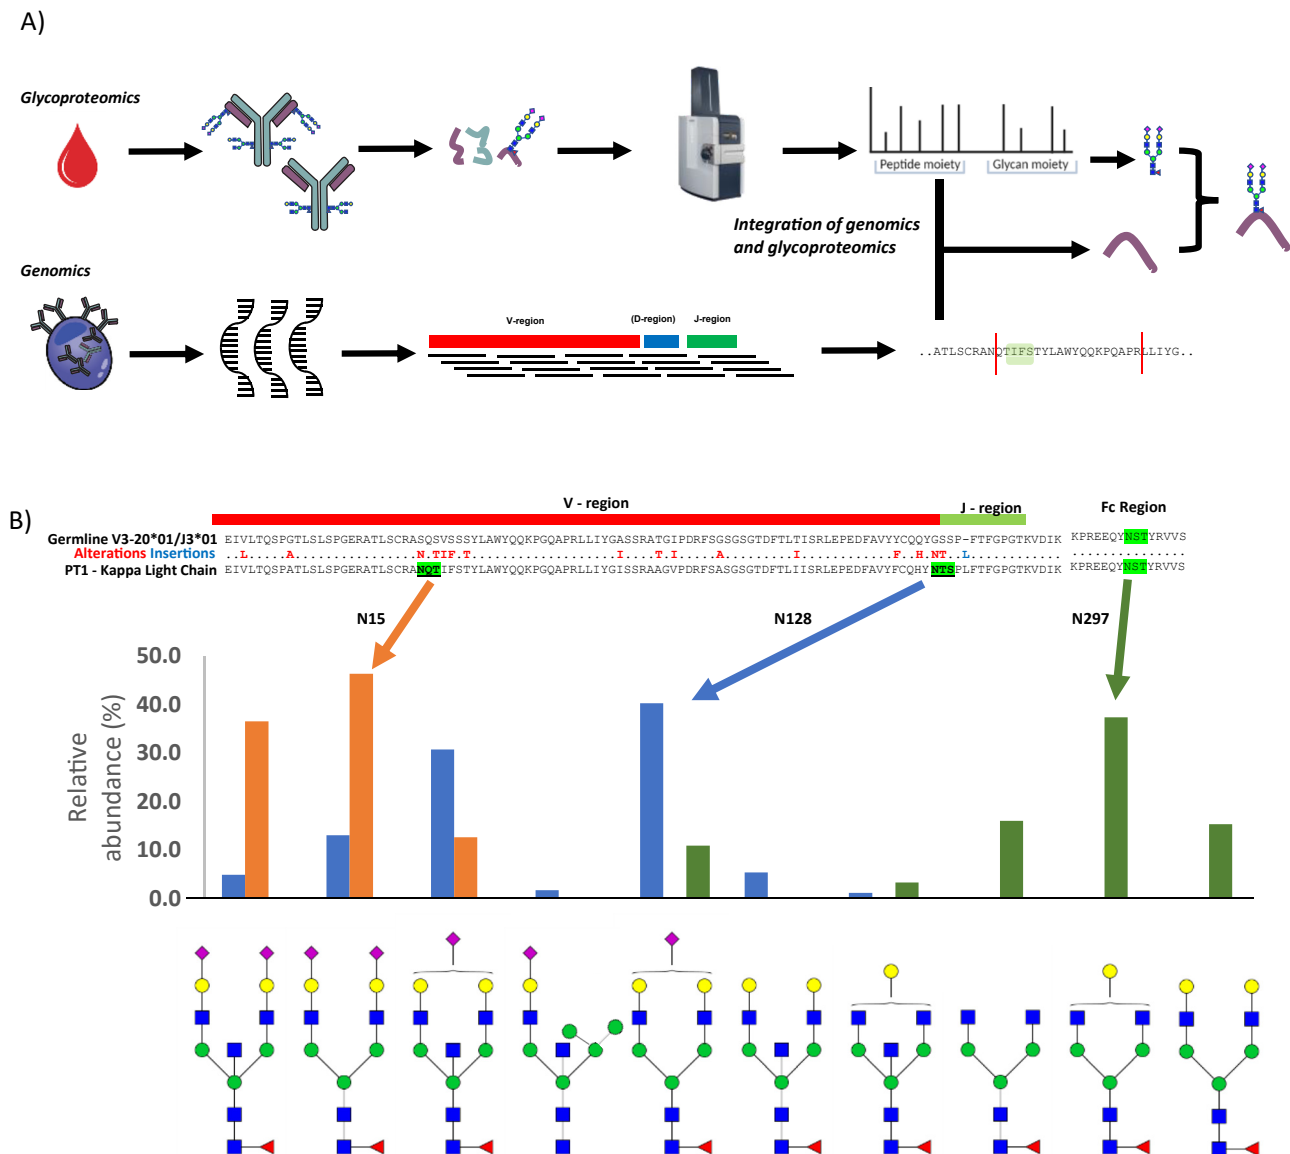 A)
Glycoproteomics
Peptide moiety
Glycan moiety
Integration of genomics
and glycoproteomics
Genomics
V-region
(D-region)
J-region
..ATLSCRANQTIFSTYLAWYQQKPQAPRLLIYG..
B)
V - region
J - region
Fc Region
Germline V3-20*01/J3*01 EIVLTQSPGTLSLSPGERATLSCRASQSVSSSYLAWYQQKPGQAPRLLIYGASSRATGIPDRFSGSGSGTDFTLTISRLEPEDFAVYYCQQYGSSP-FTFGPGTKVDIK KPREEQYNSTYRVVS
Alterations Insertions ..L....A............N.TIF.T..................I....T.I.....A.........I............F..H.NT..L............ ...............
PT1 - Kappa Light Chain EIVLTQSPATLSLSPGERATLSCRANQTIFSTYLAWYQQKPGQAPRLLIYGISSRAAGVPDRFSASGSGTDFTLIISRLEPEDFAVYFCQHYNTSPLFTFGPGTKVDIK KPREEQYNSTYRVVS
N15
N128
N297
Relative
abundance (%)
50.0
40.0
30.0
20.0
10.0
0.0